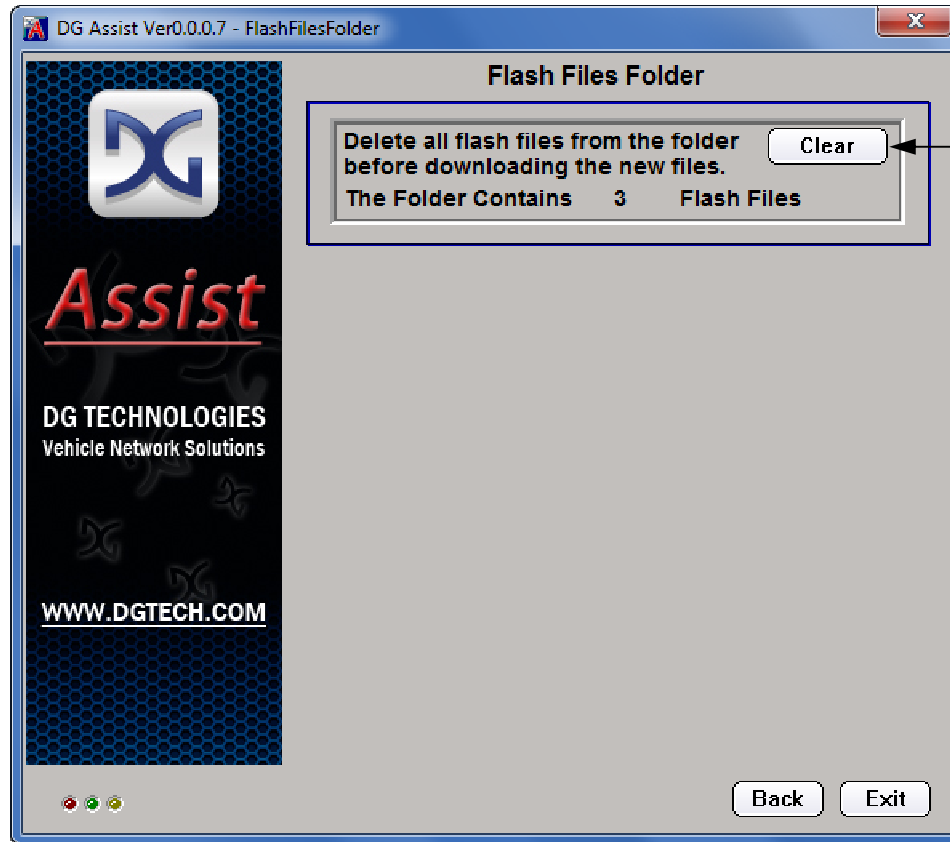 DG Assist Ver0.0.0.7 - FlashFilesFolder
Flash Files Folder
Delete all flash files from the folder
before downloading the new files.
Clear
The Folder Contains 3 Flash Files
DG
Assist
DG TECHNOLOGIES
Vehicle Network Solutions
WWW.DGTECH.COM
Back
Exit